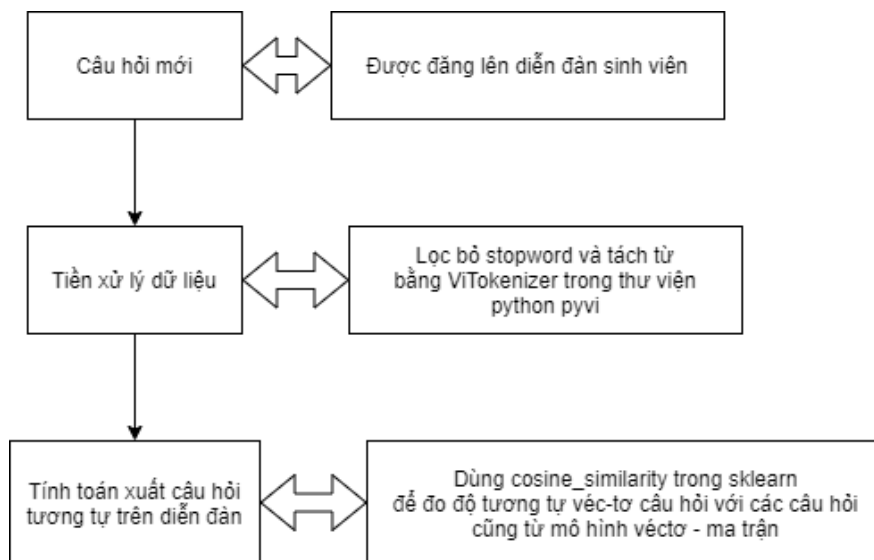 Câu hỏi mới
Được đăng lên diễn đàn sinh viên
Tiền xử lý dữ liệu
Lọc bỏ stopword và tách từ
bằng ViTokenizer trong thư viện
python pyvi
Tính toán xuất câu hỏi
tương tự trên diễn đàn
Dùng cosine_similarity trong sklearn
để đo độ tương tự véc-tơ câu hỏi với các câu hỏi
cũng từ mô hình véctơ - ma trận